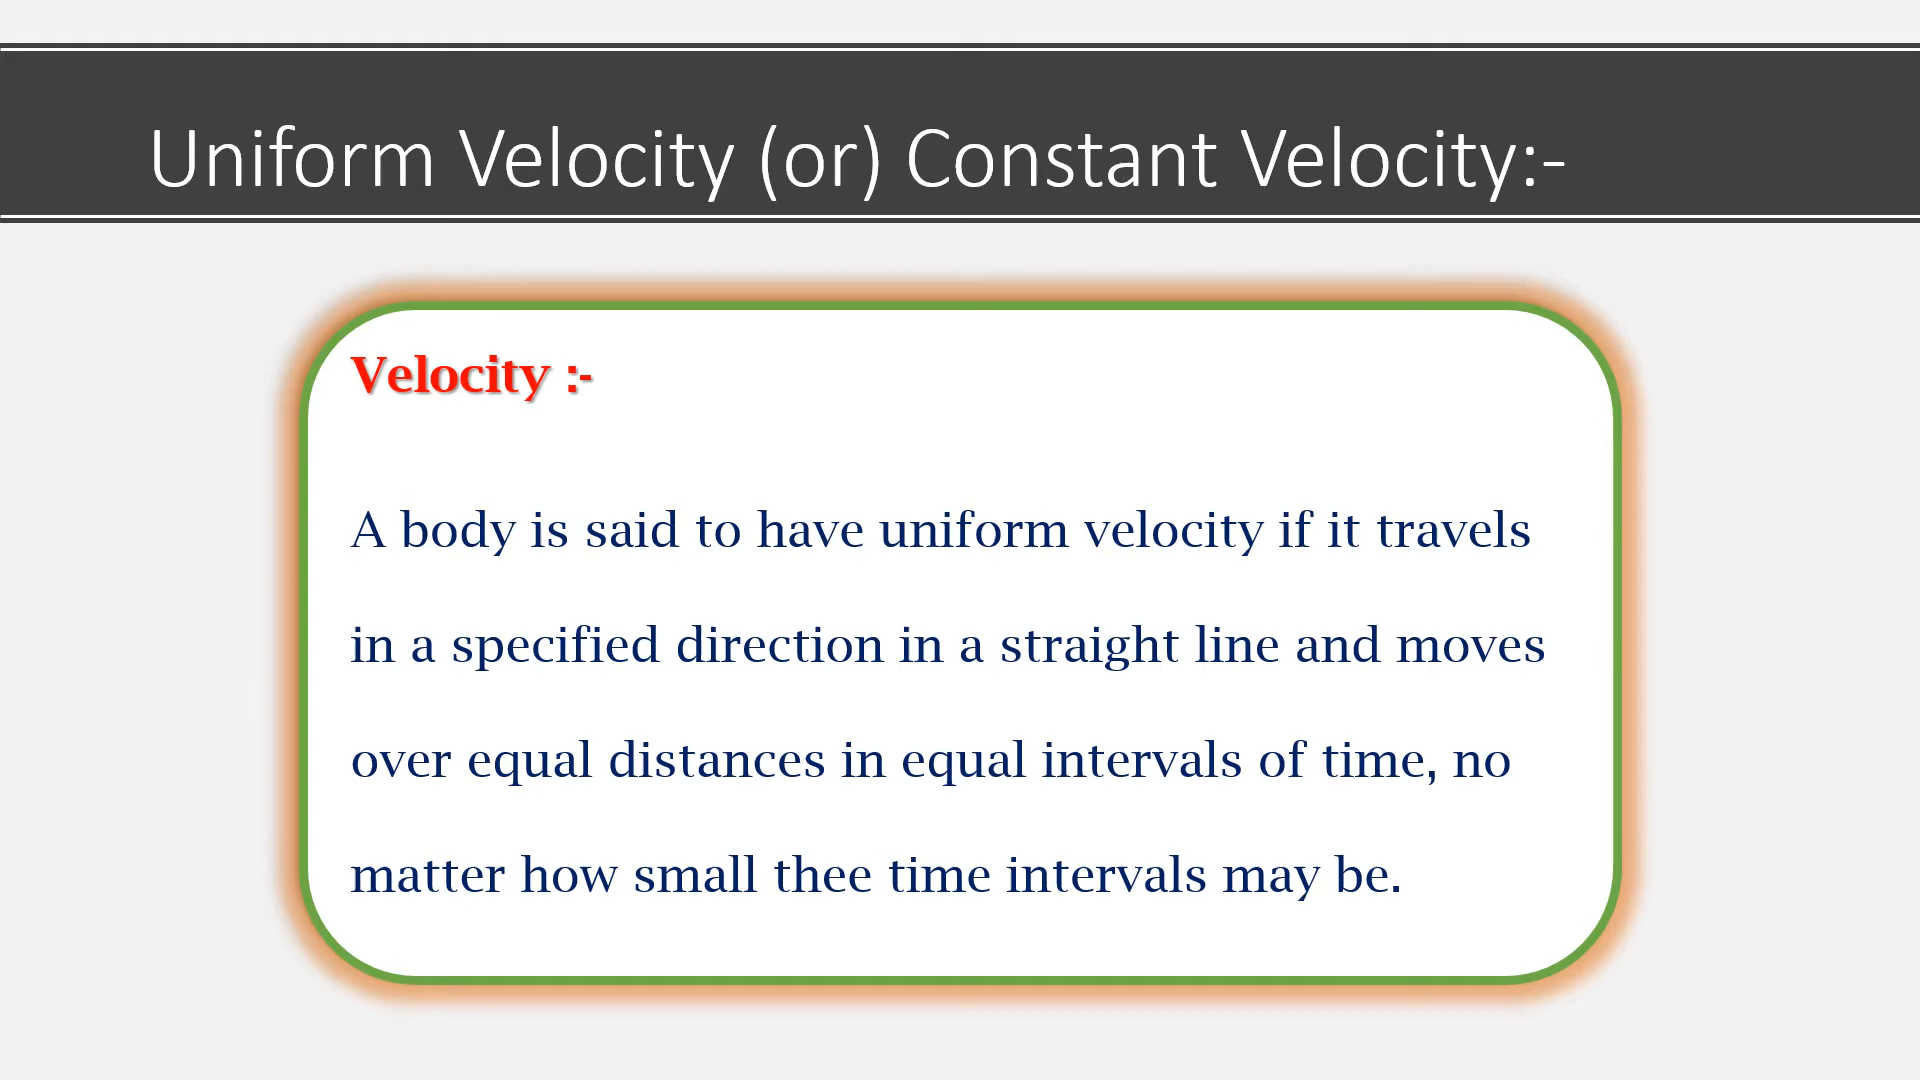 Uniform Velocity (or) Constant Velocity:-
Velocity :-
A body is said to have uniform velocity if it travels
in a specified direction in a straight line and moves
over equal distances in equal intervals of time, no
matter how small thee time intervals may be.